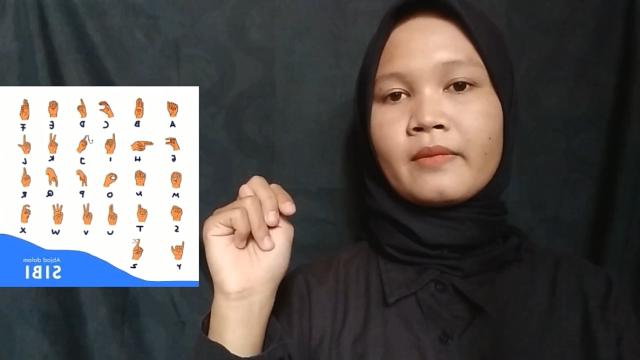 A B C D E F
G H I J K L
M N O P Q R
S T U V W X
Y Z
Abjad dalam
SIBI